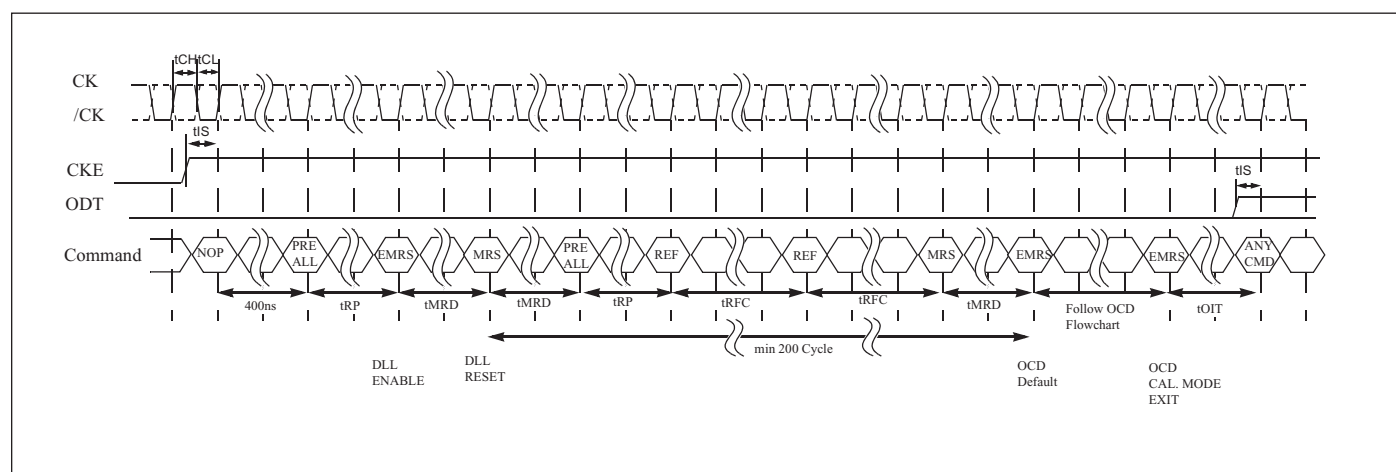 tCH tCL
CK
/CK
tIS
CKE
tIS
ODT
Command
NOP
PRE
ALL
EMRS
MRS
PRE
ALL
REF
REF
MRS
EMRS
EMRS
ANY
CMD
400ns
tRP
tMRD
tMRD
tRP
tRFC
tRFC
tMRD
Follow OCD
Flowchart
tOIT
min 200 Cycle
DLL
ENABLE
DLL
RESET
OCD
Default
OCD
CAL. MODE
EXIT